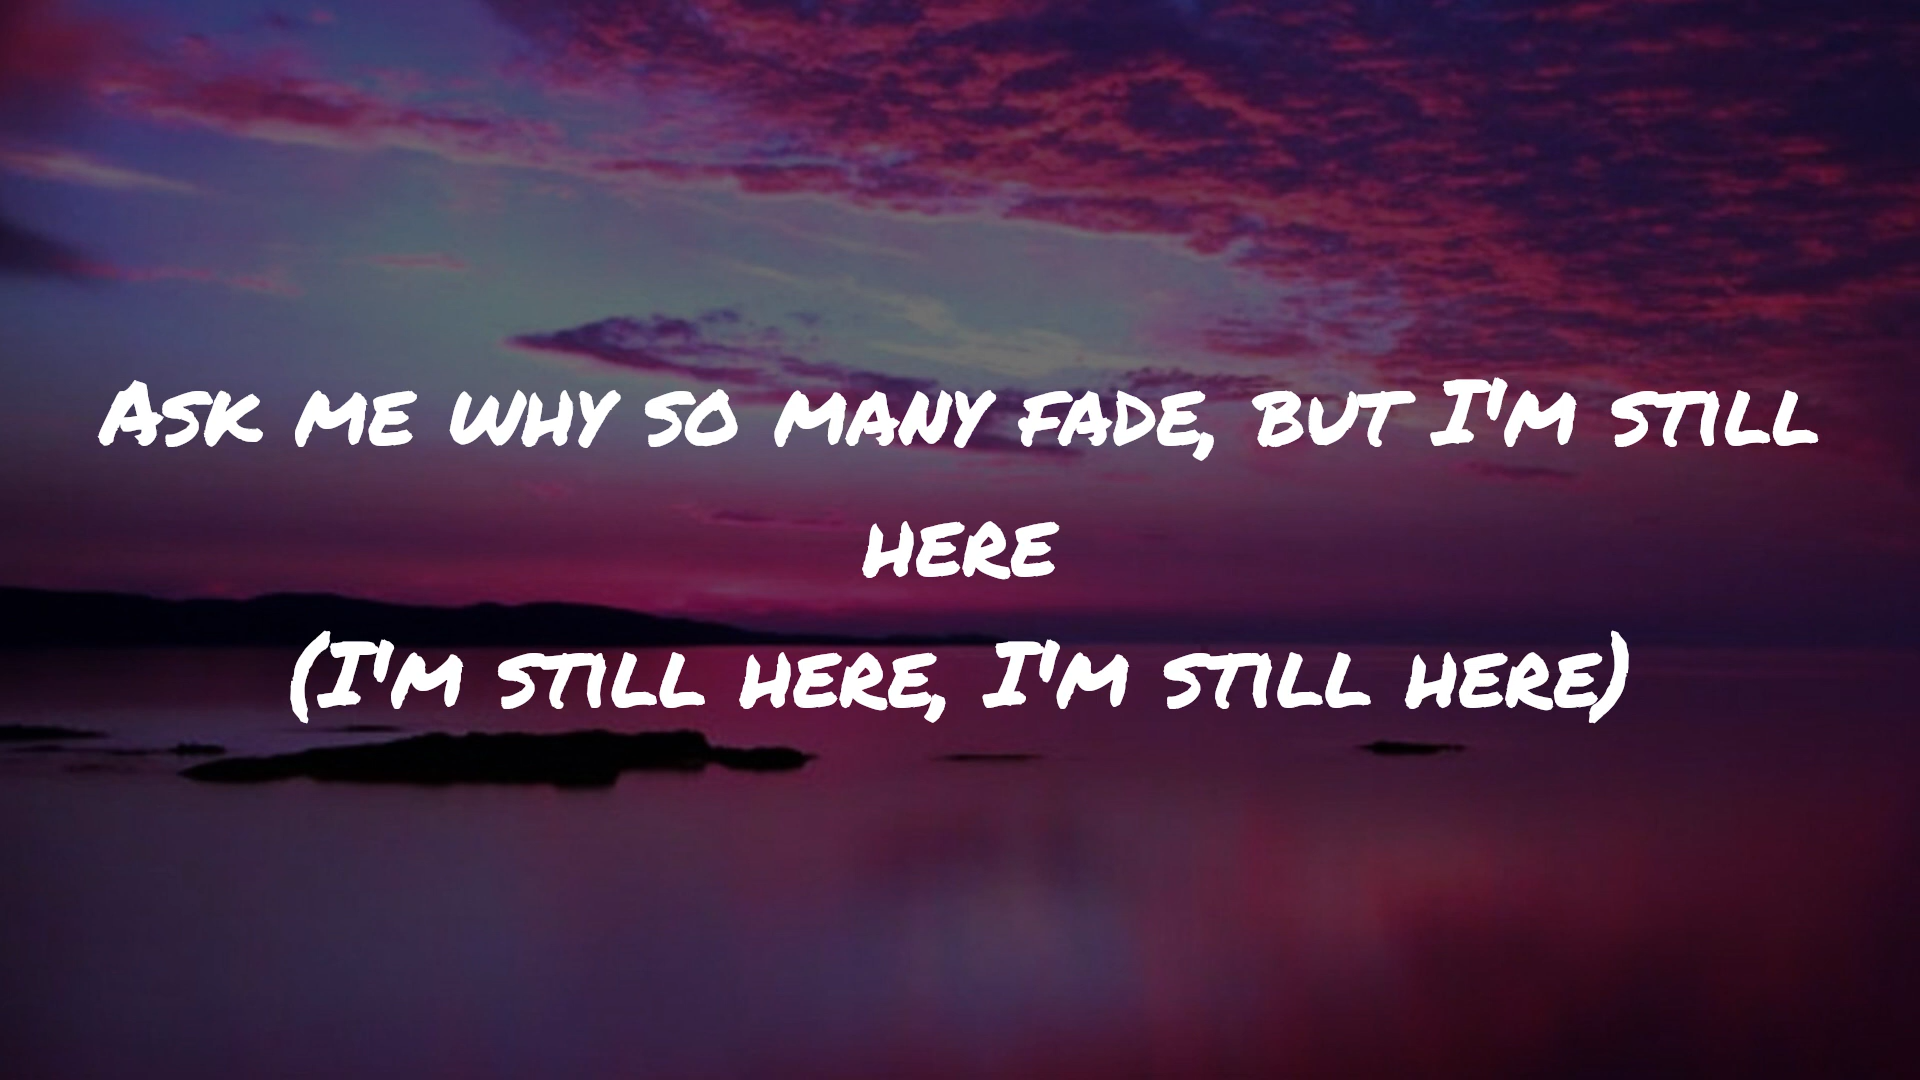 Ask me why so many fade, but I'm still
here
(I'm still here, I'm still here)